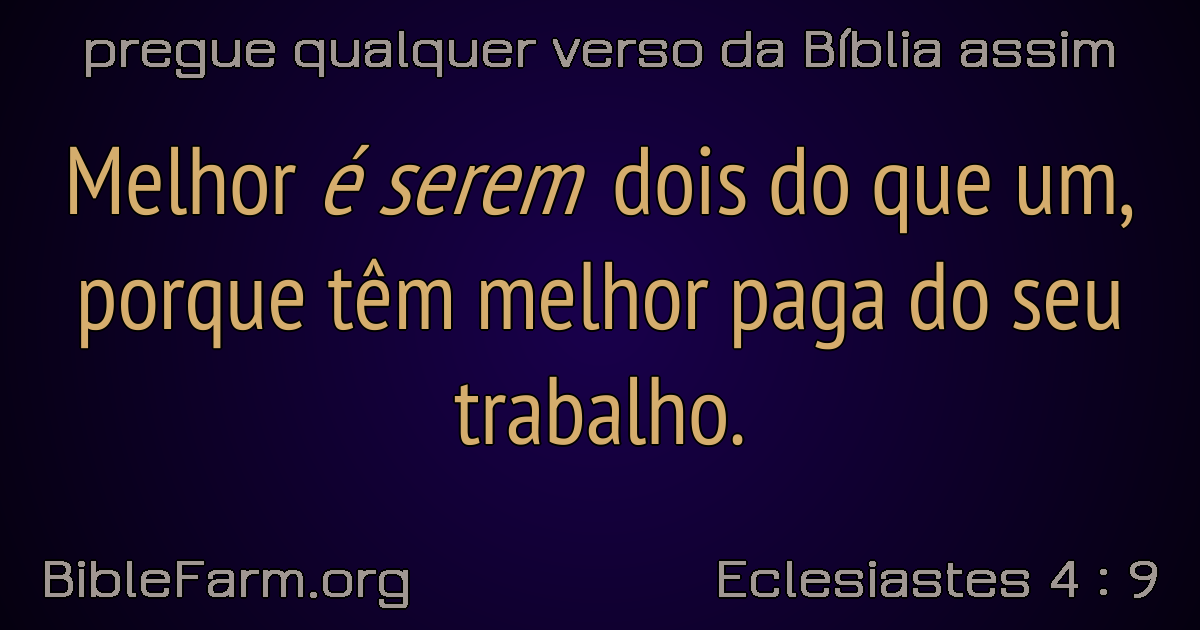 pregue qualquer verso da Bíblia assim
Melhor é serem dois do que um,
porque têm melhor paga do seu
trabalho.
BibleFarm.org
Eclesiastes 4 : 9